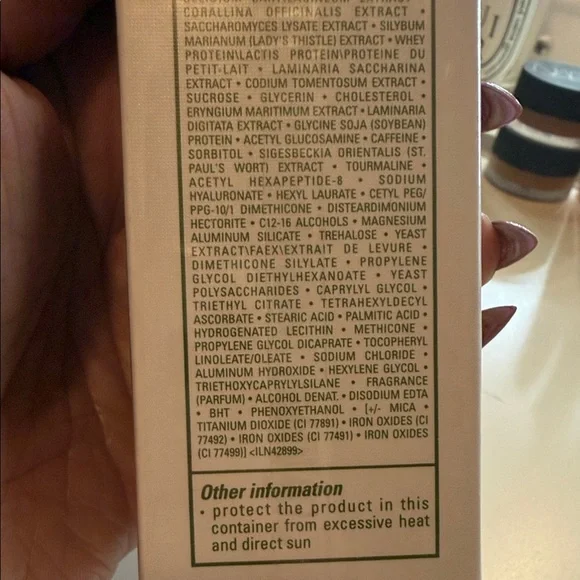 CORALLINA OFFICINALIS EXTRACT •
SACCHAROMYCES LYSATE EXTRACT • SILYBUM
MARIANUM (LADY'S THISTLE) EXTRACT • WHEY
PROTEIN\LACTIS PROTEIN\PROTEINE DU
PETIT-LAIT • LAMINARIA SACCHARINA
EXTRACT • CODIUM TOMENTOSUM EXTRACT •
SUCROSE • GLYCERIN • CHOLESTEROL •
ERYNGIUM MARITIMUM EXTRACT • LAMINARIA
DIGITATA EXTRACT • GLYCINE SOJA (SOYBEAN)
PROTEIN • ACETYL GLUCOSAMINE • CAFFEINE •
SORBITOL • SIGESBECKIA ORIENTALIS (ST.
PAUL'S WORT) EXTRACT • TOURMALINE •
ACETYL HEXAPEPTIDE-8 • SODIUM
HYALURONATE • HEXYL LAURATE • CETYL PEG/
PPG-10/1 DIMETHICONE • DISTEARDIMONIUM
HECTORITE • C12-16 ALCOHOLS • MAGNESIUM
ALUMINUM SILICATE • TREHALOSE • YEAST
EXTRACT\FAEX\EXTRAIT DE LEVURE •
DIMETHICONE SILYLATE • PROPYLENE
GLYCOL DIETHYLHEXANOATE • YEAST
POLYSACCHARIDES • CAPRYLYL GLYCOL •
TRIETHYL CITRATE • TETRAHEXYLDECYL
ASCORBATE • STEARIC ACID • PALMITIC ACID •
HYDROGENATED LECITHIN • METHICONE •
PROPYLENE GLYCOL DICAPRATE • TOCOPHERYL
LINOLEATE/OLEATE • SODIUM CHLORIDE •
ALUMINUM HYDROXIDE • HEXYLENE GLYCOL •
TRIETHOXYCAPRYLYLSILANE • FRAGRANCE
(PARFUM) • ALCOHOL DENAT. • DISODIUM EDTA
• BHT • PHENOXYETHANOL • [+/- MICA •
TITANIUM DIOXIDE (CI 77891) • IRON OXIDES (CI
77492) • IRON OXIDES (CI 77491) • IRON OXIDES
(CI 77499)] <ILN42899>
Other information
• protect the product in this
container from excessive heat
and direct sun